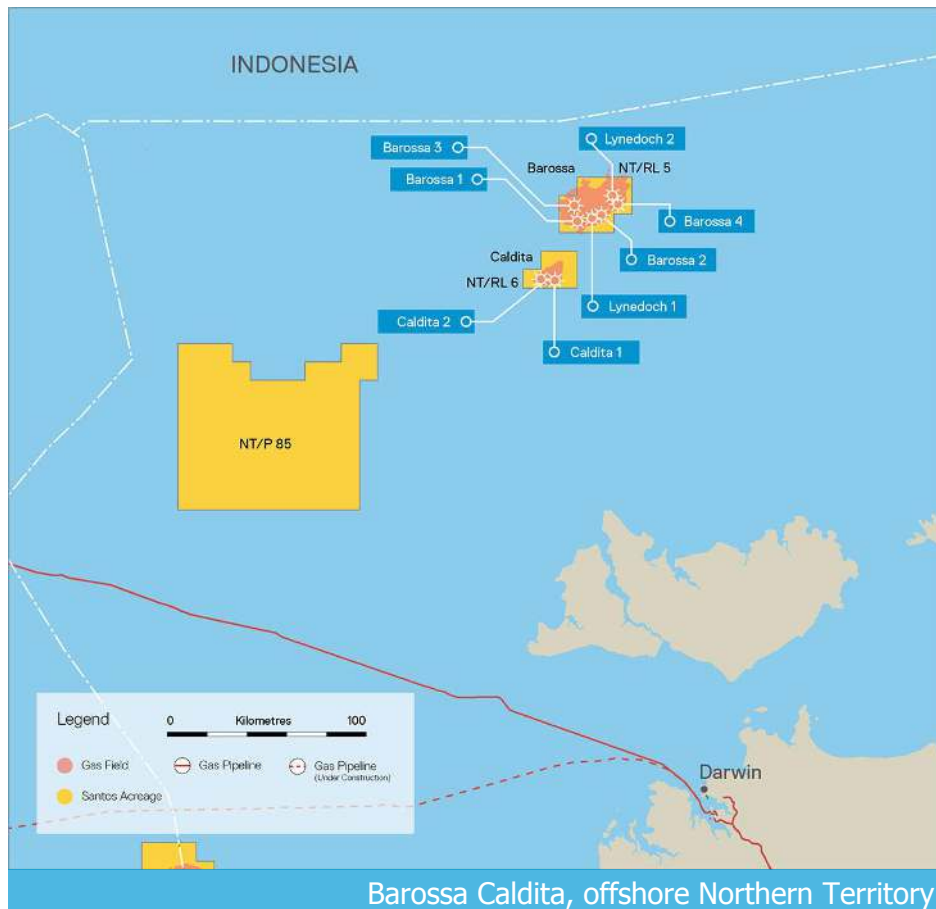 INDONESIA
Lynedoch 2
Barossa 3
Barossa
NT/RL 5
Barossa 1
Barossa 4
Caldita
Barossa 2
NT/RL 6
Lynedoch 1
Caldita 2
Caldita 1
NT/P 85
Legend
0 Kilometres 100
Gas Field
Gas Pipeline
Gas Pipeline
(Under Construction)
Santos Acreage
Darwin
Barossa Caldita, offshore Northern Territory